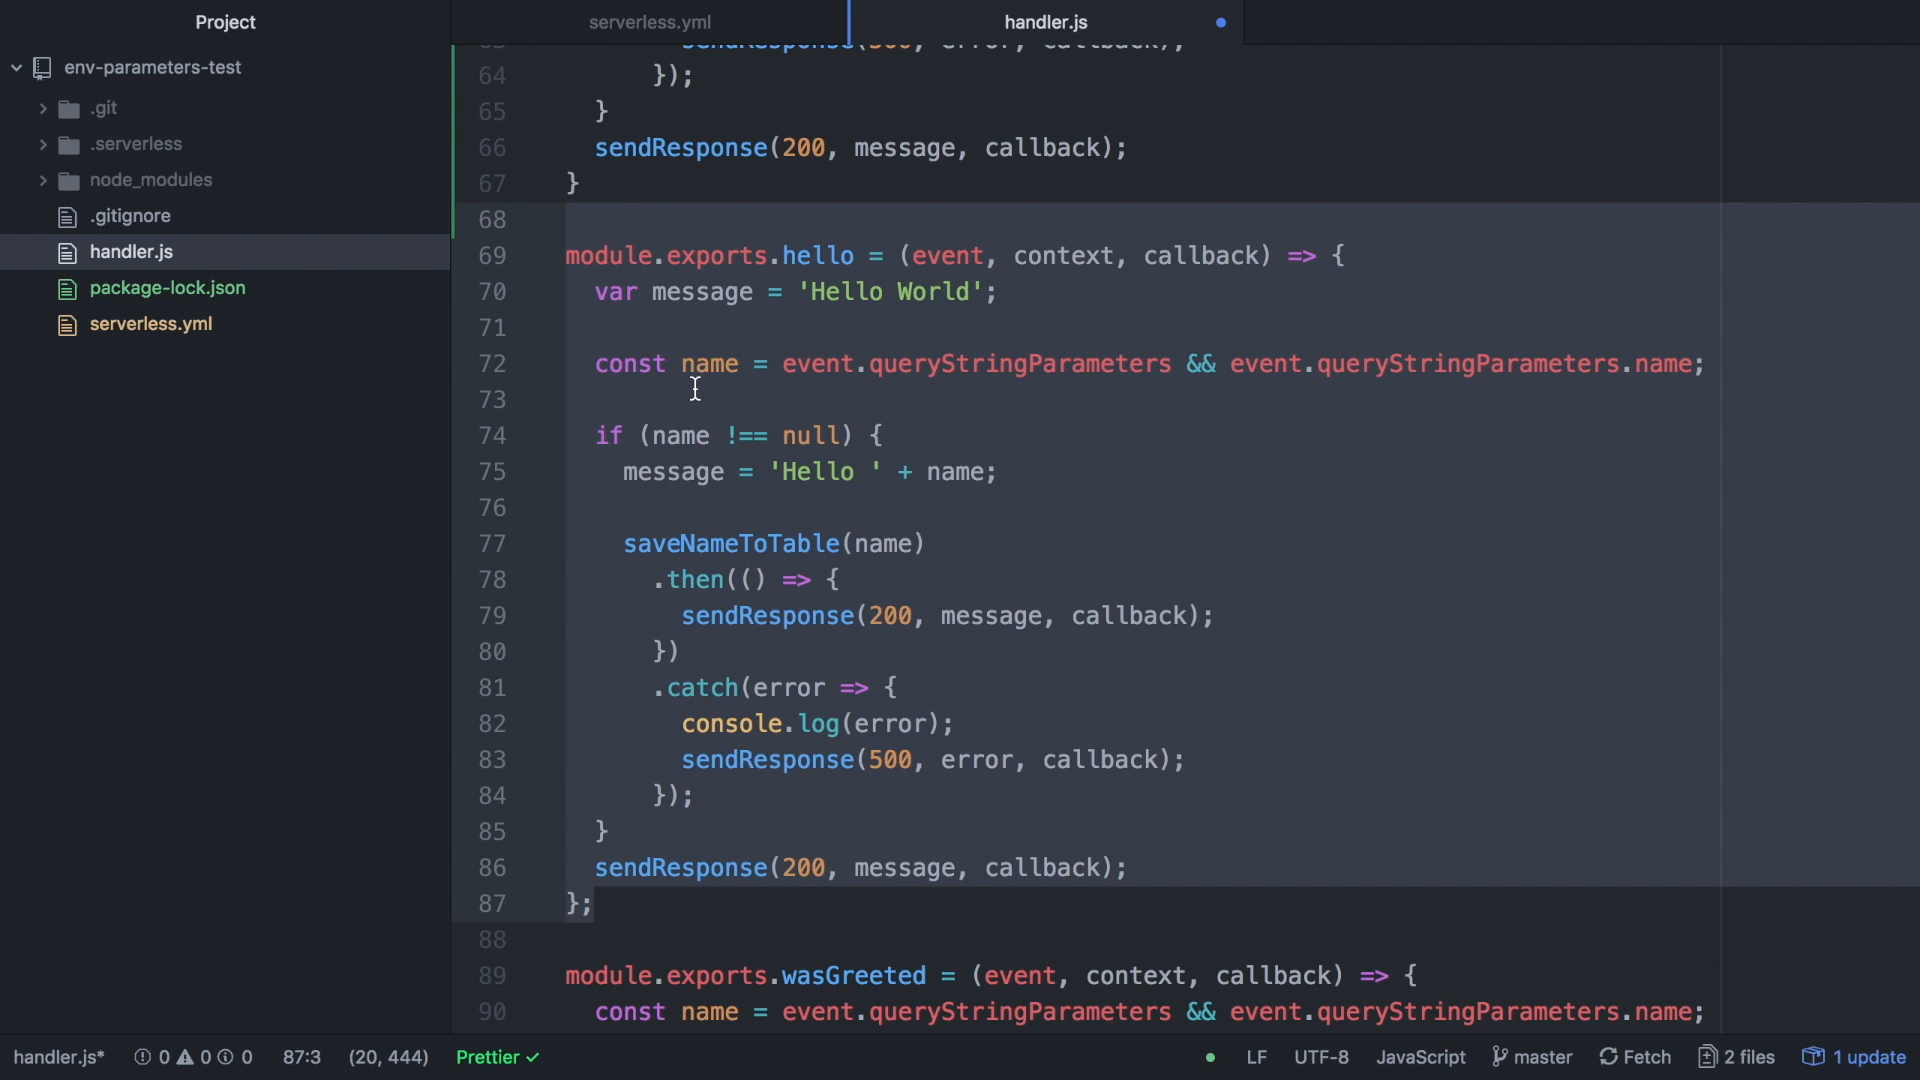 Project
serverless.yml
handler.js
env-parameters-test
.git
.serverless
node_modules
.gitignore
handler.js
package-lock.json
serverless.yml
64 });
65 }
66 sendResponse(200, message, callback);
67 }
68
69 module.exports.hello = (event, context, callback) => {
70 var message = 'Hello World';
71
72 const name = event.queryStringParameters && event.queryStringParameters.name;
73
74 if (name !== null) {
75 message = 'Hello ' + name;
76
77 saveNameToTable(name)
78 .then(() => {
79 sendResponse(200, message, callback);
80 })
81 .catch(error => {
82 console.log(error);
83 sendResponse(500, error, callback);
84 });
85 }
86 sendResponse(200, message, callback);
87 };
88
89 module.exports.wasGreeted = (event, context, callback) => {
90 const name = event.queryStringParameters && event.queryStringParameters.name;
handler.js* 0 0 0 87:3 (20, 444) Prettier ✓ LF UTF-8 JavaScript master Fetch 2 files 1 update